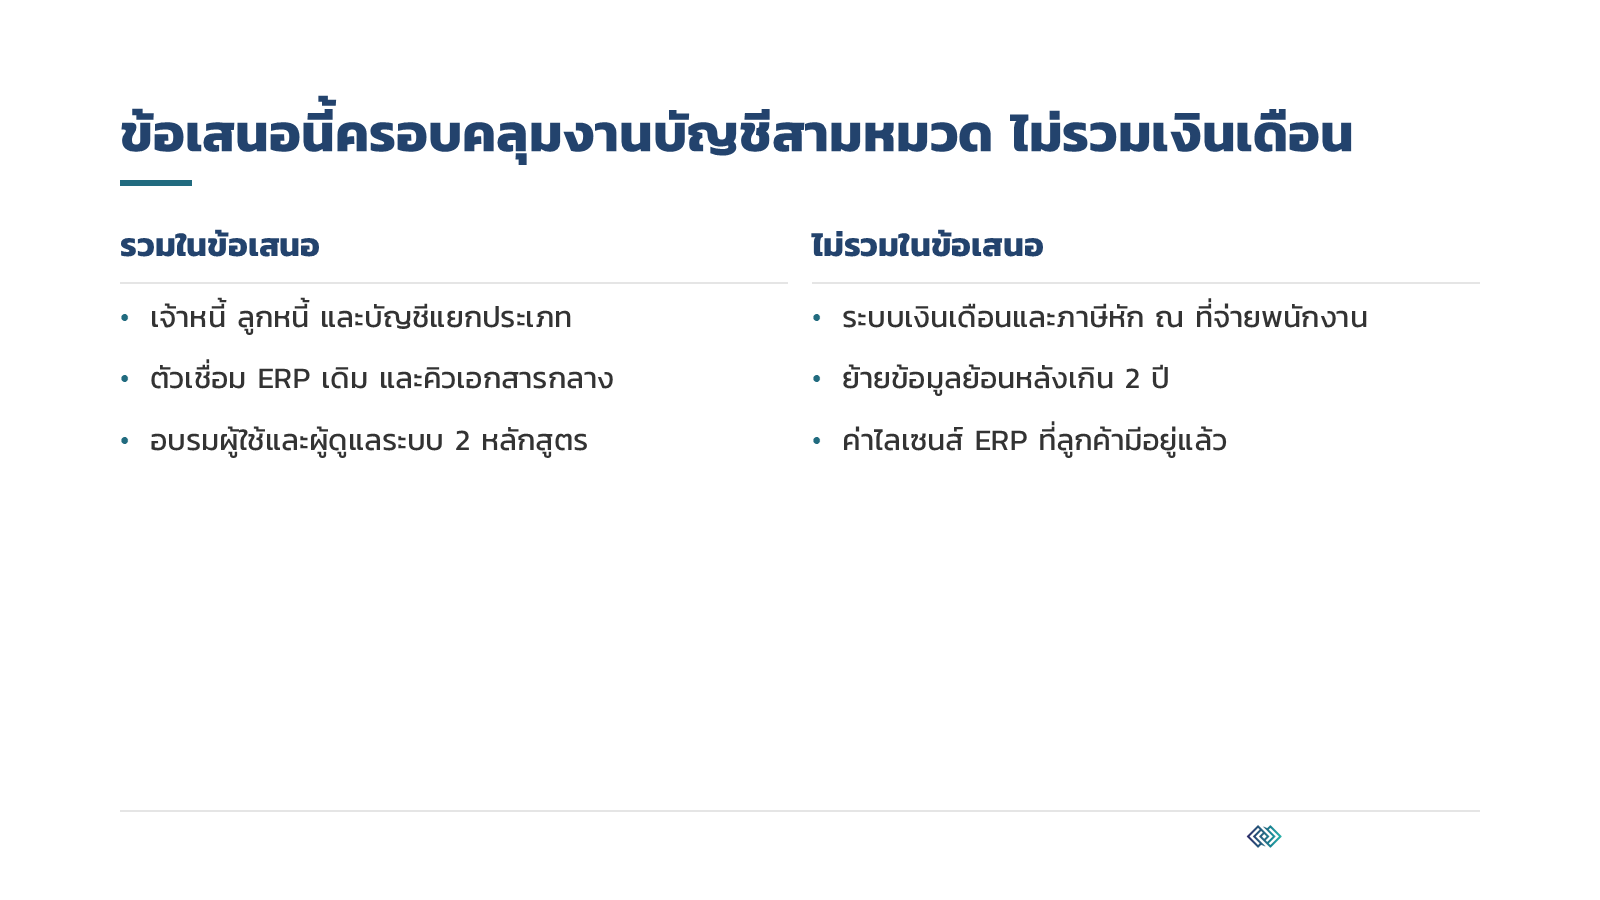 ข้อเสนอนี้ครอบคลุมงานบัญชีสามหมวด ไม่รวมเงินเดือน
รวมในข้อเสนอ
• เจ้าหนี้ ลูกหนี้ และบัญชีแยกประเภท
• ตัวเชื่อม ERP เดิม และคิวเอกสารกลาง
• อบรมผู้ใช้และผู้ดูแลระบบ 2 หลักสูตร
ไม่รวมในข้อเสนอ
• ระบบเงินเดือนและภาษีหัก ณ ที่จ่ายพนักงาน
• ย้ายข้อมูลย้อนหลังเกิน 2 ปี
• ค่าไลเซนส์ ERP ที่ลูกค้ามีอยู่แล้ว